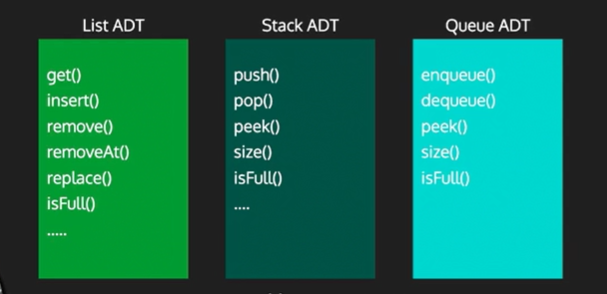 List ADT
get()
insert()
remove()
removeAt()
replace()
isFull()
.....
Stack ADT
push()
pop()
peek()
size()
isFull()
....
Queue ADT
enqueue()
dequeue()
peek()
size()
isFull()